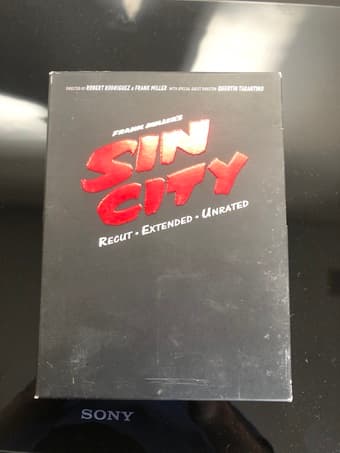 DIRECTED BY ROBERT RODRIGUEZ & FRANK MILLER WITH SPECIAL GUEST DIRECTOR QUENTIN TARANTINO
FRANK MILLER'S
SIN
CITY
RECUT • EXTENDED • UNRATED
SONY